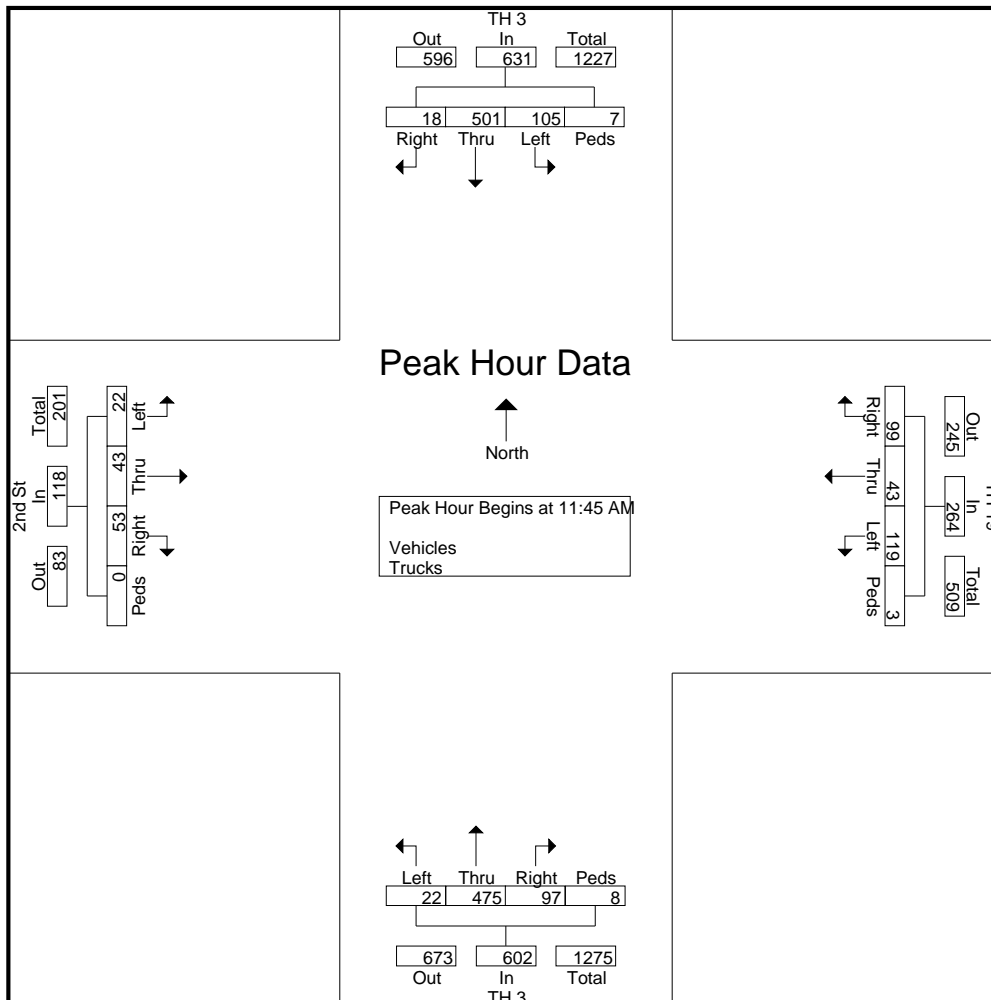 TH 3
Out In Total
596 631 1227
18 501 105 7
Right Thru Left Peds
Peak Hour Data
North
Peak Hour Begins at 11:45 AM
Vehicles
Trucks
2nd St
Total In Out
201 118 83
22 43 53 0
Left Thru Right Peds
Right Thru Left Peds
99 43 119 3
Out In Total
245 264 509
Left Thru Right Peds
22 475 97 8
673 602 1275
Out In Total
TH 3